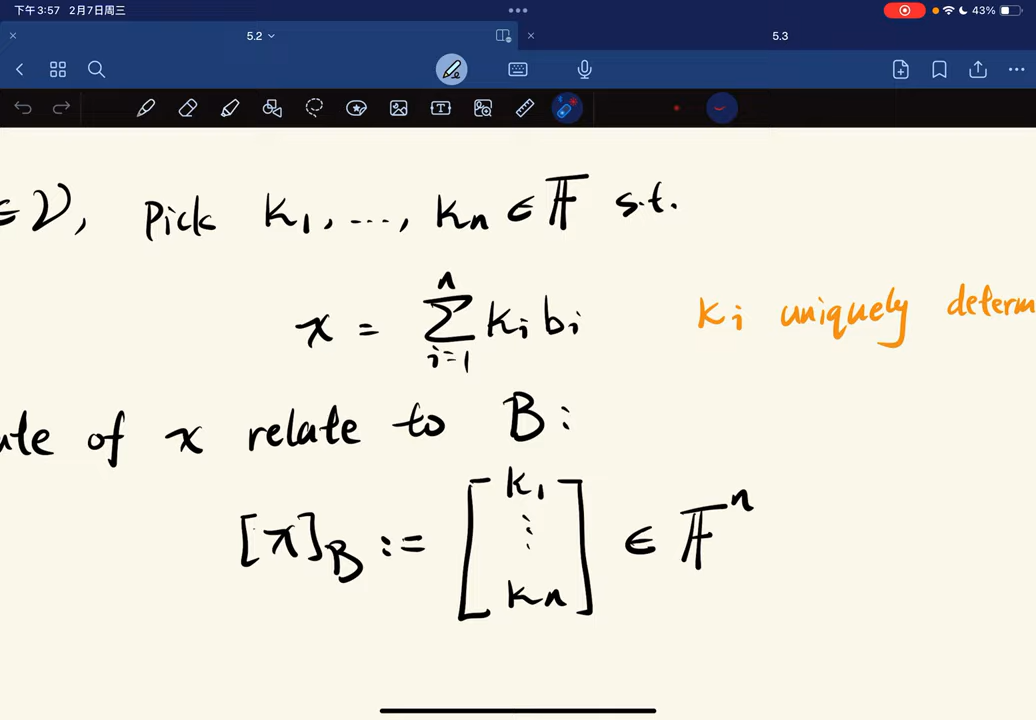 下午3:57 2月7日周三
43%
5.2
5.3
∈ V, Pick k₁, ..., kₙ ∈ 𝔽 s.t.
x = ∑ᵢ₌₁ⁿ kᵢ bᵢ
kᵢ uniquely determ
ate of x relate to B:
[x]_B := [k₁ ⋮ kₙ] ∈ 𝔽ⁿ